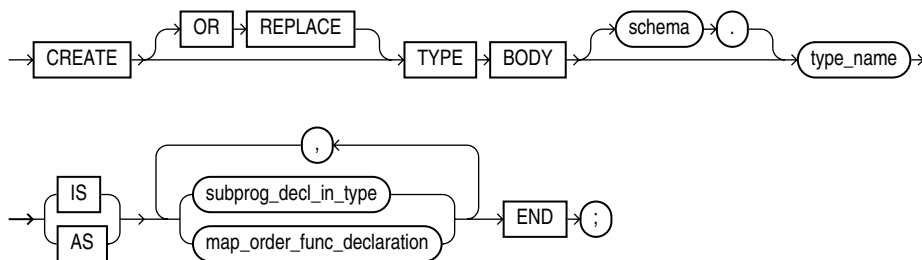 OR REPLACE schema .
CREATE TYPE BODY type_name
,
IS subprog_decl_in_type END ;
AS map_order_func_declaration